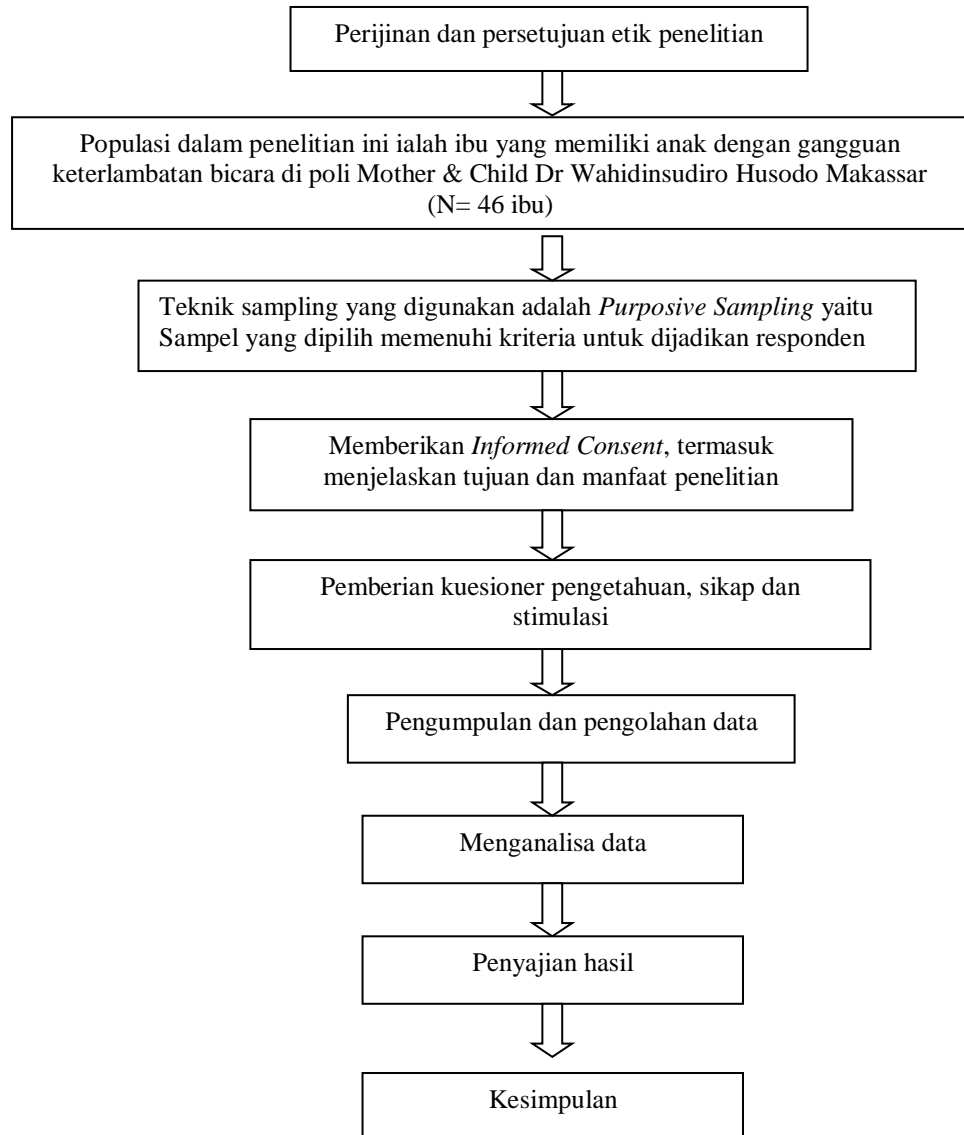 Perijinan dan persetujuan etik penelitian
Populasi dalam penelitian ini ialah ibu yang memiliki anak dengan gangguan
keterlambatan bicara di poli Mother & Child Dr Wahidinsudiro Husodo Makassar
(N= 46 ibu)
Teknik sampling yang digunakan adalah Purposive Sampling yaitu
Sampel yang dipilih memenuhi kriteria untuk dijadikan responden
Memberikan Informed Consent, termasuk
menjelaskan tujuan dan manfaat penelitian
Pemberian kuesioner pengetahuan, sikap dan
stimulasi
Pengumpulan dan pengolahan data
Menganalisa data
Penyajian hasil
Kesimpulan